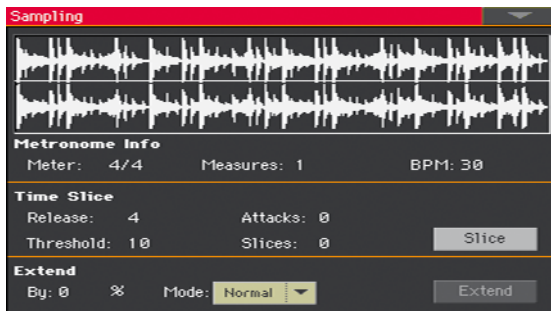 Sampling
Metronome Info
Meter: 4/4 Measures: 1 BPM: 30
Time Slice
Release: 4 Attacks: 0
Threshold: 10 Slices: 0 Slice
Extend
By: 0 % Mode: Normal Extend